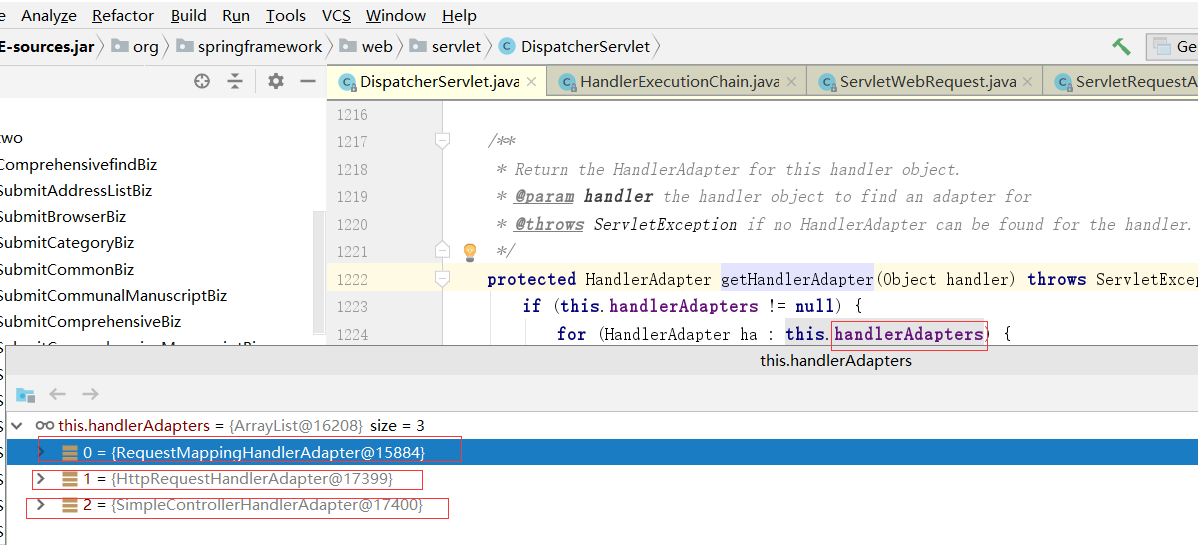 e Analyze Refactor Build Run Tools VCS Window Help
E-sources.jar org springframework web servlet DispatcherServlet Ge
DispatcherServlet.java HandlerExecutionChain.java ServletWebRequest.java ServletRequestA
two
ComprehensivefindBiz
SubmitAddressListBiz
SubmitBrowserBiz
SubmitCategoryBiz
SubmitCommonBiz
SubmitCommunalManuscriptBiz
SubmitComprehensiveBiz
1216
1217 /**
1218 * Return the HandlerAdapter for this handler object.
1219 * @param handler the handler object to find an adapter for
1220 * @throws ServletException if no HandlerAdapter can be found for the handler.
1221 */
1222 protected HandlerAdapter getHandlerAdapter(Object handler) throws ServletExce
1223 if (this.handlerAdapters != null) {
1224 for (HandlerAdapter ha : this.handlerAdapters) {
this.handlerAdapters
this.handlerAdapters = {ArrayList@16208} size = 3
0 = {RequestMappingHandlerAdapter@15884}
1 = {HttpRequestHandlerAdapter@17399}
2 = {SimpleControllerHandlerAdapter@17400}